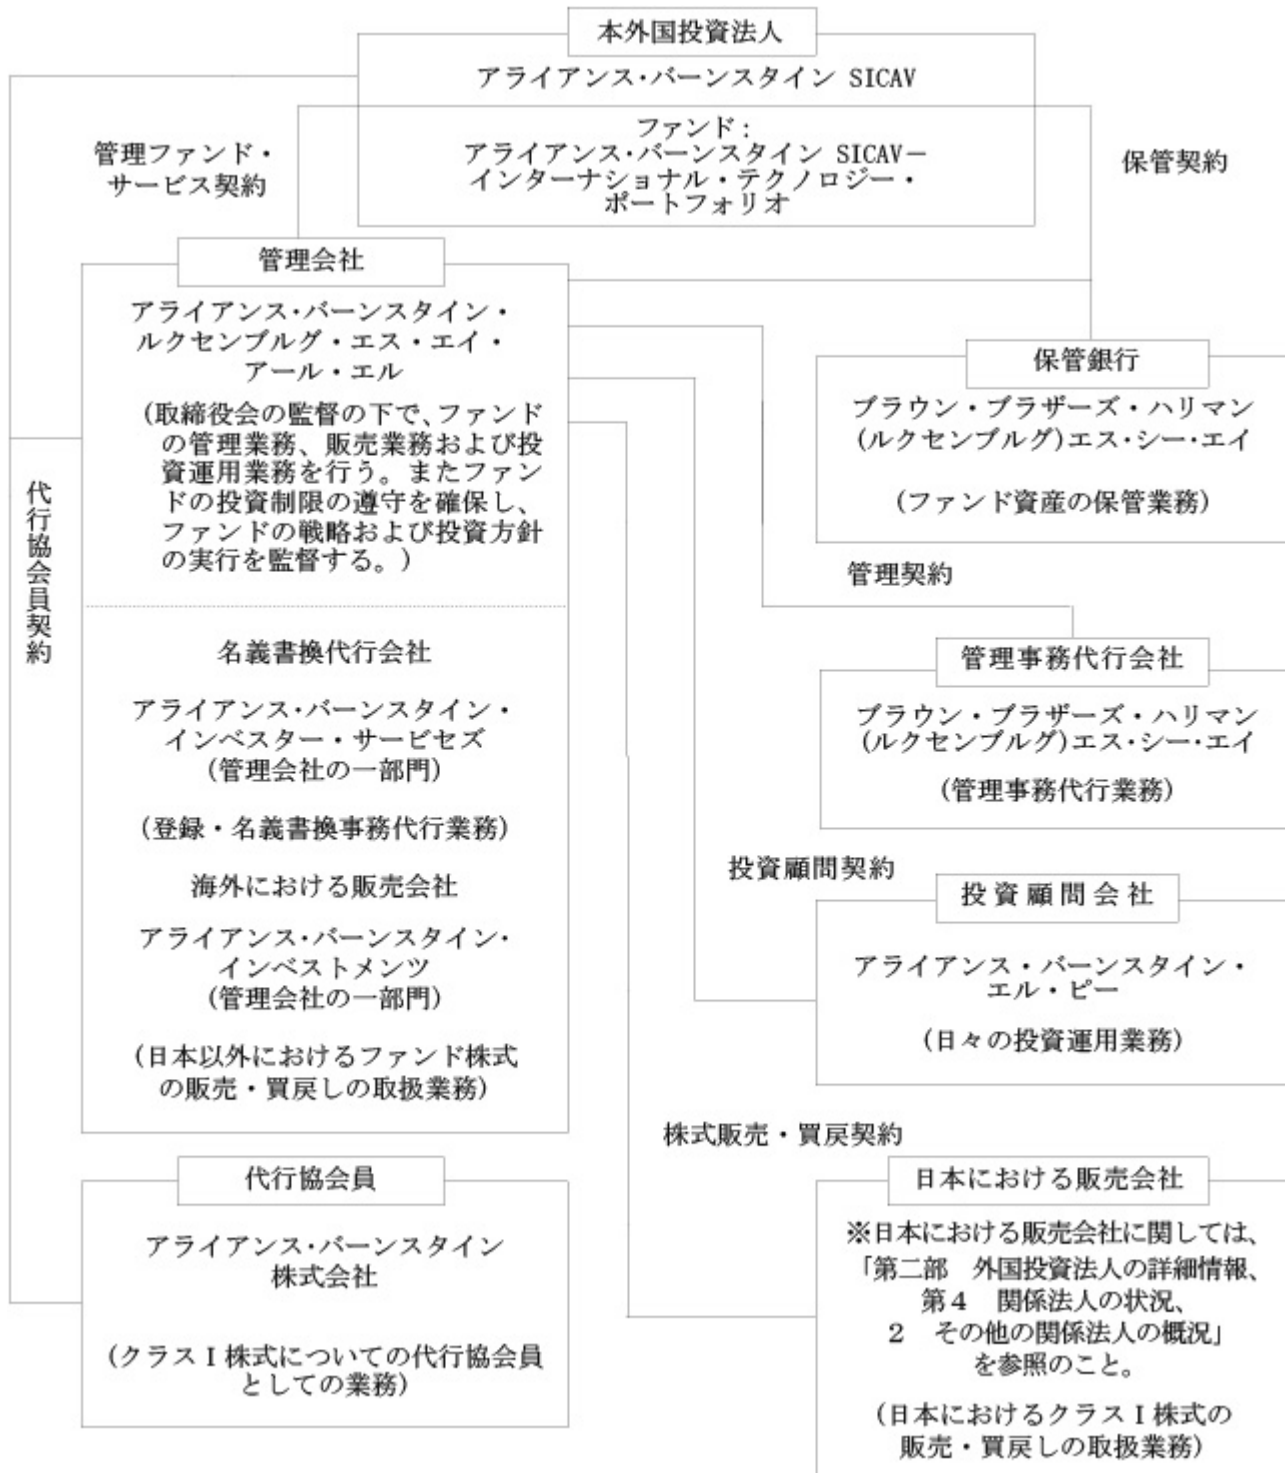 本外国投資法人
アライアンス・バーンスタイン SICAV
ファンド：
アライアンス・バーンスタイン SICAV－
インターナショナル・テクノロジー・
ポートフォリオ
管理ファンド・
サービス契約
保管契約
管理会社
アライアンス・バーンスタイン・
ルクセンブルグ・エス・エイ・
アール・エル
(取締役会の監督の下で、ファンド
の管理業務、販売業務および投
資運用業務を行う。またファン
ドの投資制限の遵守を確保し、
ファンドの戦略および投資方針
の実行を監督する。)
名義書換代行会社
アライアンス・バーンスタイン・
インベスター・サービセズ
(管理会社の一部門)
(登録・名義書換事務代行業務)
海外における販売会社
アライアンス・バーンスタイン・
インベストメンツ
(管理会社の一部門)
(日本以外におけるファンド株式
の販売・買戻しの取扱業務)
代行協会員契約
代行協会員
アライアンス・バーンスタイン
株式会社
(クラスＩ株式についての代行協会員
としての業務)
保管銀行
ブラウン・ブラザーズ・ハリマン
(ルクセンブルグ)エス・シー・エイ
(ファンド資産の保管業務)
管理契約
管理事務代行会社
ブラウン・ブラザーズ・ハリマン
(ルクセンブルグ)エス・シー・エイ
(管理事務代行業務)
投資顧問契約
投資顧問会社
アライアンス・バーンスタイン・
エル・ピー
(日々の投資運用業務)
株式販売・買戻契約
日本における販売会社
※日本における販売会社に関しては、
「第二部　外国投資法人の詳細情報、
第４　関係法人の状況、
２　その他の関係法人の概況」
を参照のこと。
(日本におけるクラスＩ株式の
販売・買戻しの取扱業務)